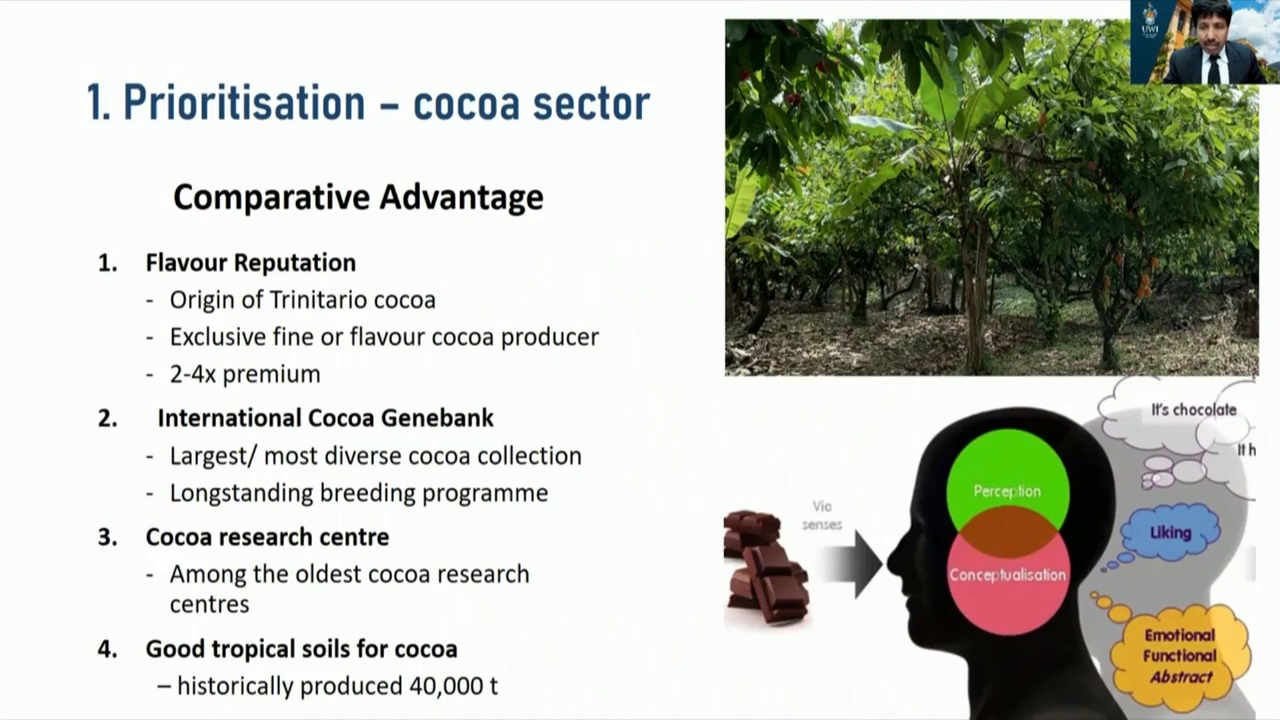 1. Prioritisation – cocoa sector
Comparative Advantage
1. Flavour Reputation
- Origin of Trinitario cocoa
- Exclusive fine or flavour cocoa producer
- 2-4x premium
2. International Cocoa Genebank
- Largest/ most diverse cocoa collection
- Longstanding breeding programme
3. Cocoa research centre
- Among the oldest cocoa research
centres
4. Good tropical soils for cocoa
– historically produced 40,000 t
UWI
It's chocolate
It h
Via
senses
Perception
Conceptualisation
Liking
Emotional
Functional
Abstract